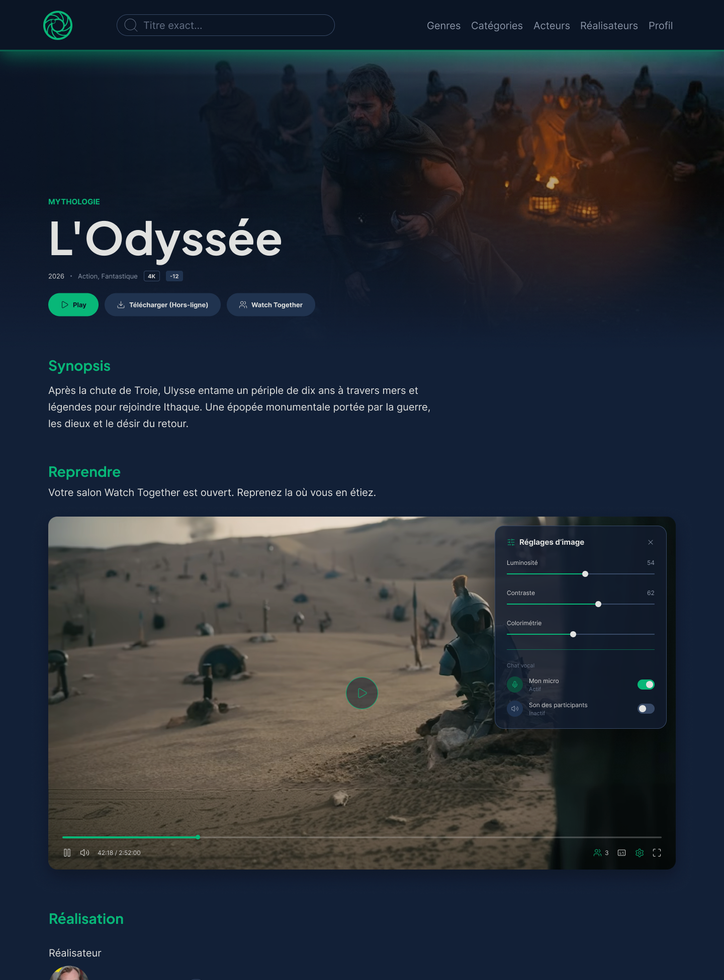 Titre exact...
Genres Catégories Acteurs Réalisateurs Profil
MYTHOLOGIE
L'Odyssée
2026 · Action, Fantastique 4K -12
Play Télécharger (Hors-ligne) Watch Together
Synopsis
Après la chute de Troie, Ulysse entame un périple de dix ans à travers mers et
légendes pour rejoindre Ithaque. Une épopée monumentale portée par la guerre,
les dieux et le désir du retour.
Reprendre
Votre salon Watch Together est ouvert. Reprenez la où vous en étiez.
Réglages d'image
Luminosité 54
Contraste 62
Colorimétrie
Chat vocal
Mon micro
Actif
Son des participants
Inactif
42:18 / 2:52:00 3
Réalisation
Réalisateur